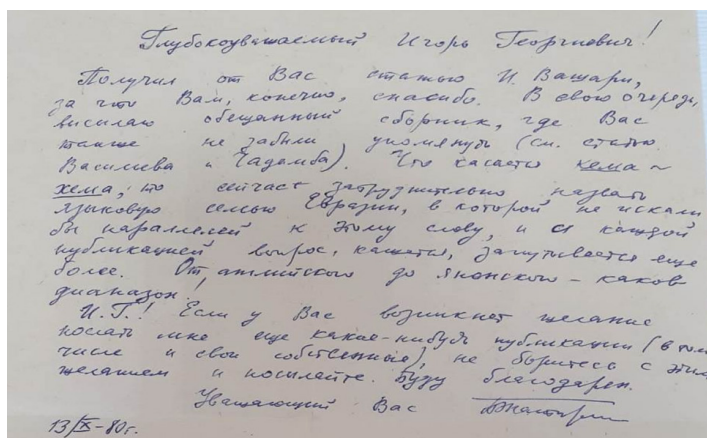 Глубокоуважаемый Игорь Георгиевич!
Получил от Вас статью И. Вашари,
за что Вам, конечно, спасибо. В свою очередь,
высылаю обещанный сборник, где Вас
также не забыли упомянуть (см. статью
Васильева и Чадамба). Что касается кема ~
хема, то сейчас затруднительно назвать
языковую семью Евразии, в которой не искали
бы параллелей к этому слову, и с каждой
публикацией вопрос, кажется, запутывается еще
более. От английского до японского – каков
диапазон!
И.Г.! Если у Вас возникнет желание
послать мне еще какие-нибудь публикации (в том
числе и свои собственные), не боритесь с этим
желанием и посылайте. Буду благодарен.
Уважающий Вас
13/IX-80г.